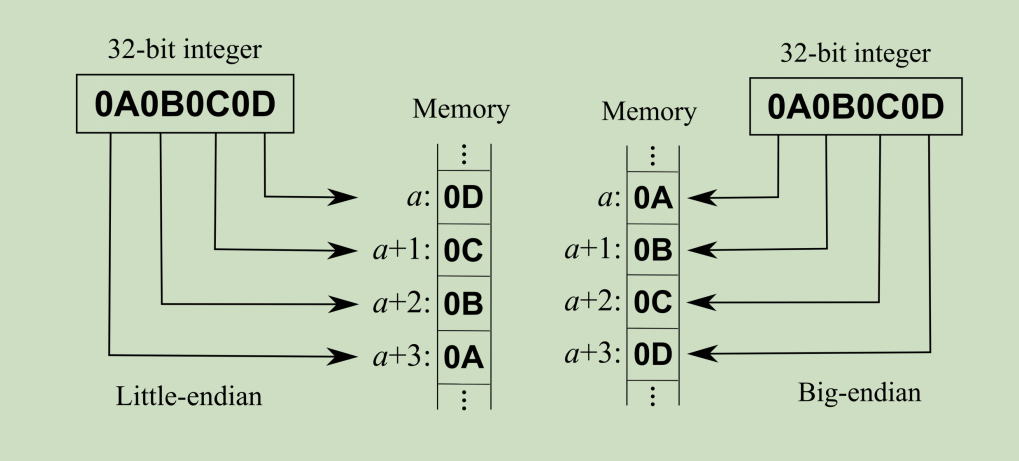 32-bit integer
0A0B0C0D
Memory
⋮
a: 0D
a+1: 0C
a+2: 0B
a+3: 0A
⋮
Little-endian
32-bit integer
0A0B0C0D
Memory
⋮
a: 0A
a+1: 0B
a+2: 0C
a+3: 0D
⋮
Big-endian